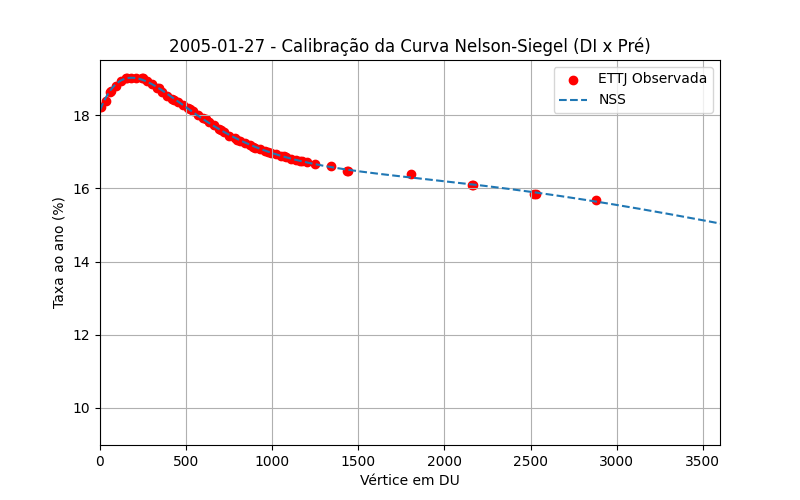 2005-01-27 - Calibração da Curva Nelson-Siegel (DI x Pré)
ETTJ Observada
NSS
Taxa ao ano (%)
18
16
14
12
10
0 500 1000 1500 2000 2500 3000 3500
Vértice em DU